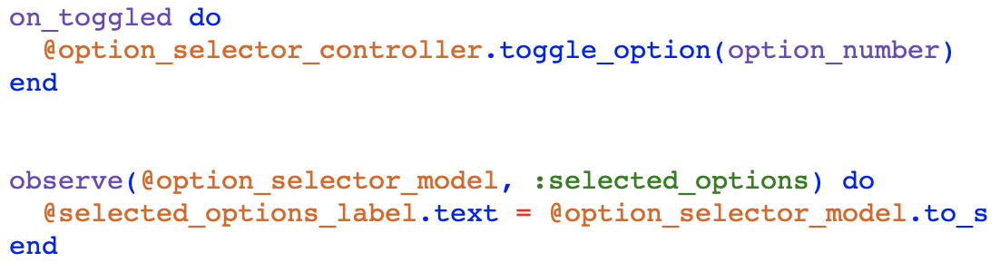 on_toggled do
  @option_selector_controller.toggle_option(option_number)
end
observe(@option_selector_model, :selected_options) do
  @selected_options_label.text = @option_selector_model.to_s
end